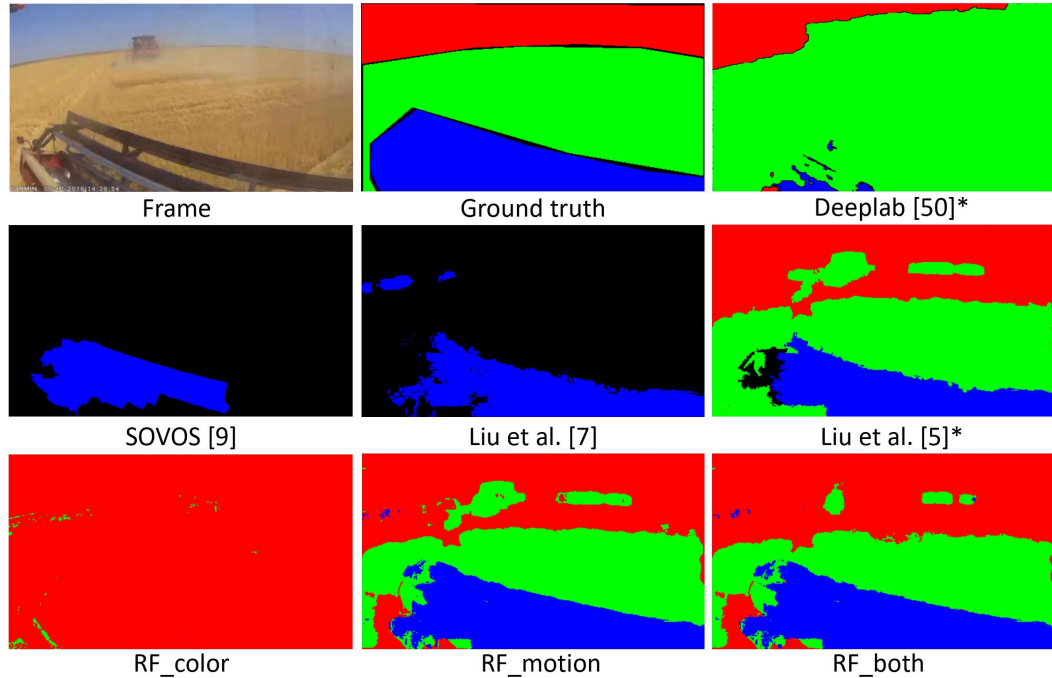 Frame
Ground truth
Deeplab [50]*
SOVOS [9]
Liu et al. [7]
Liu et al. [5]*
RF_color
RF_motion
RF_both